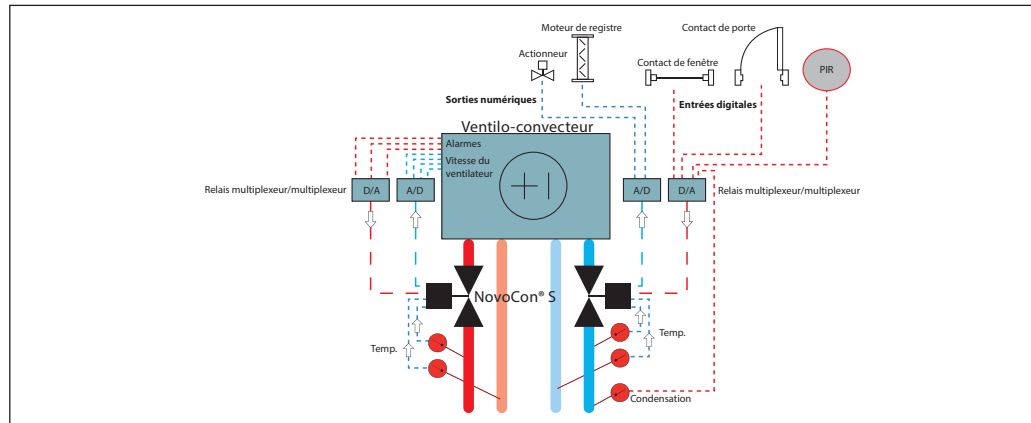 Moteur de registre
Contact de porte
Actionneur
Contact de fenêtre
PIR
Sorties numériques
Entrées digitales
Ventilo-convecteur
Alarmes
Vitesse du
ventilateur
Relais multiplexeur/multiplexeur
D/A
A/D
A/D
D/A
Relais multiplexeur/multiplexeur
NovoCon® S
Temp.
Temp.
Condensation